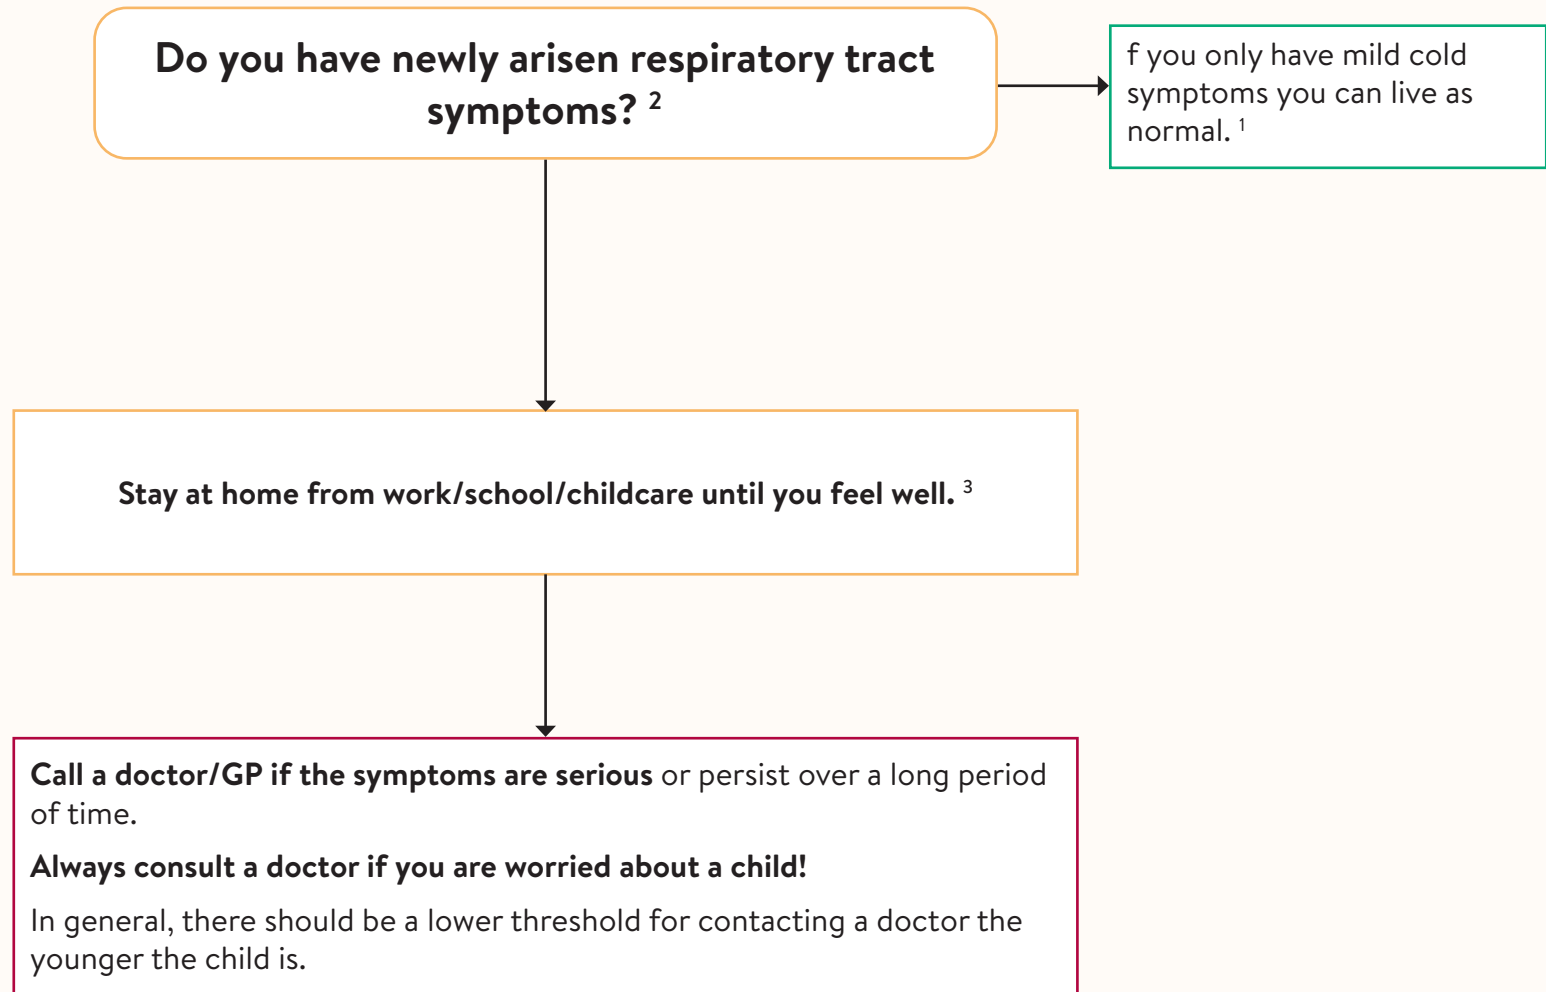 Do you have newly arisen respiratory tract
symptoms? ²
f you only have mild cold
symptoms you can live as
normal. ¹
Stay at home from work/school/childcare until you feel well. ³
Call a doctor/GP if the symptoms are serious or persist over a long period
of time.
Always consult a doctor if you are worried about a child!
In general, there should be a lower threshold for contacting a doctor the
younger the child is.